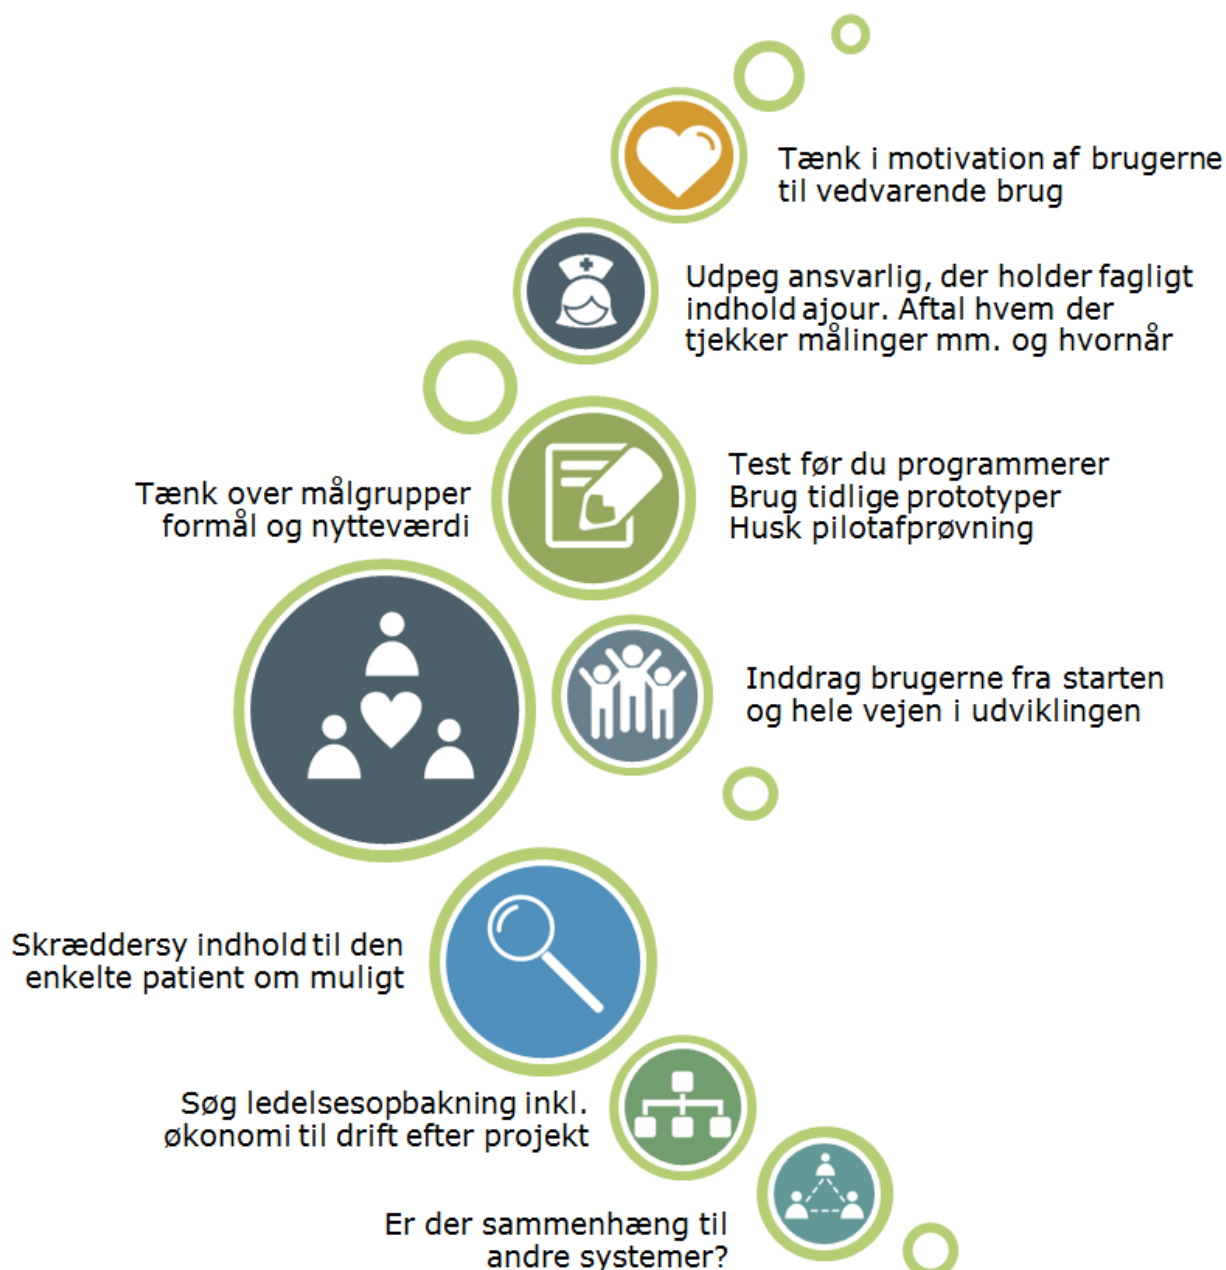 Tænk i motivation af brugerne
til vedvarende brug
Udpeg ansvarlig, der holder fagligt
indhold ajour. Aftal hvem der
tjekker målinger mm. og hvornår
Tænk over målgrupper
formål og nytteværdi
Test før du programmerer
Brug tidlige prototyper
Husk pilotafprøvning
Inddrag brugerne fra starten
og hele vejen i udviklingen
Skræddersy indhold til den
enkelte patient om muligt
Søg ledelsesopbakning inkl.
økonomi til drift efter projekt
Er der sammenhæng til
andre systemer?